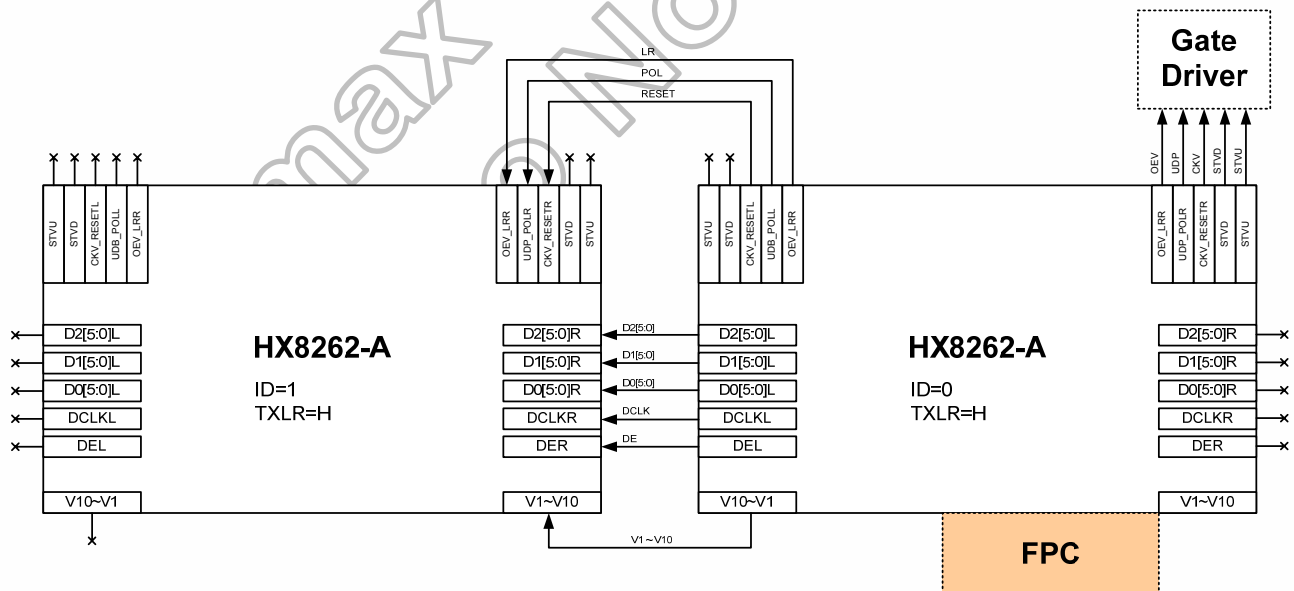 max
o No
Gate
Driver
LR
POL
RESET
OEV
UDP
CKV
STVD
STVU
STVU
STVD
CKV_RESETL
UDB_POLL
OEV_LRR
OEV_LRR
UDP_POLR
CKV_RESETR
STVD
STVU
STVU
STVD
CKV_RESETL
UDB_POLL
OEV_LRR
OEV_LRR
UDP_POLR
CKV_RESETR
STVD
STVU
D2[5:0]L
D1[5:0]L
D0[5:0]L
DCLKL
DEL
V10~V1
HX8262-A
ID=1
TXLR=H
D2[5:0]R
D1[5:0]R
D0[5:0]R
DCLKR
DER
V1~V10
D2[5:0]
D1[5:0]
D0[5:0]
DCLK
DE
V1~V10
D2[5:0]L
D1[5:0]L
D0[5:0]L
DCLKL
DEL
V10~V1
HX8262-A
ID=0
TXLR=H
D2[5:0]R
D1[5:0]R
D0[5:0]R
DCLKR
DER
V1~V10
FPC